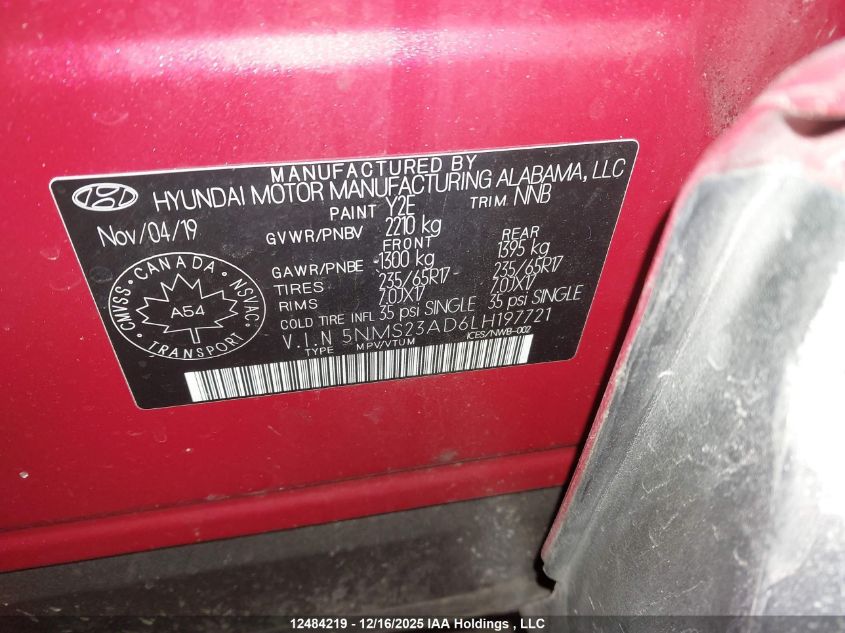 MANUFACTURED BY
HYUNDAI MOTOR MANUFACTURING ALABAMA, LLC
PAINT Y2E TRIM NNB
Nov/04/19
GVWR/PNBV 2210 kg
FRONT REAR
GAWR/PNBE 1300 kg 1395 kg
TIRES 235/65R17 235/65R17
RIMS 7.0JX17 7.0JX17
COLD TIRE INFL 35 psi SINGLE 35 psi SINGLE
V.I.N 5NMS23AD6LH197721
TYPE MPV/VTUM ICES/NWB-002
CANADA
CMVSS NSVAC
A54
TRANSPORT
12484219 - 12/16/2025 IAA Holdings , LLC